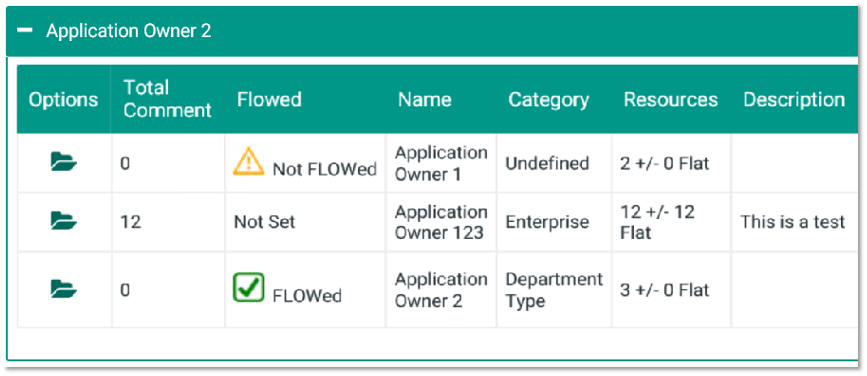 Application Owner 2
Options Total Comment Flowed Name Category Resources Description
0 Not FLOWed Application Owner 1 Undefined 2 +/- 0 Flat
12 Not Set Application Owner 123 Enterprise 12 +/- 12 Flat This is a test
0 FLOWed Application Owner 2 Department Type 3 +/- 0 Flat